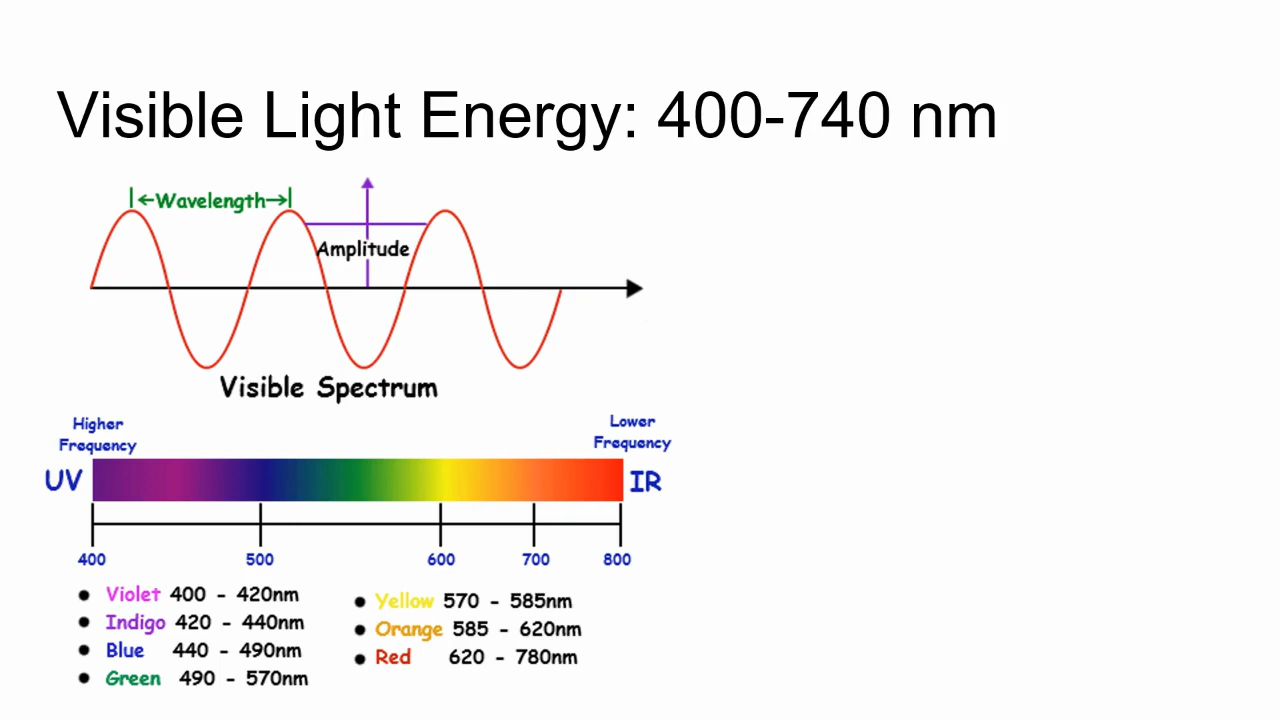 Visible Light Energy: 400-740 nm
Wavelength
Amplitude
Visible Spectrum
Higher
Frequency
Lower
Frequency
UV
IR
400 500 600 700 800
Violet 400 - 420nm
Indigo 420 - 440nm
Blue 440 - 490nm
Green 490 - 570nm
Yellow 570 - 585nm
Orange 585 - 620nm
Red 620 - 780nm